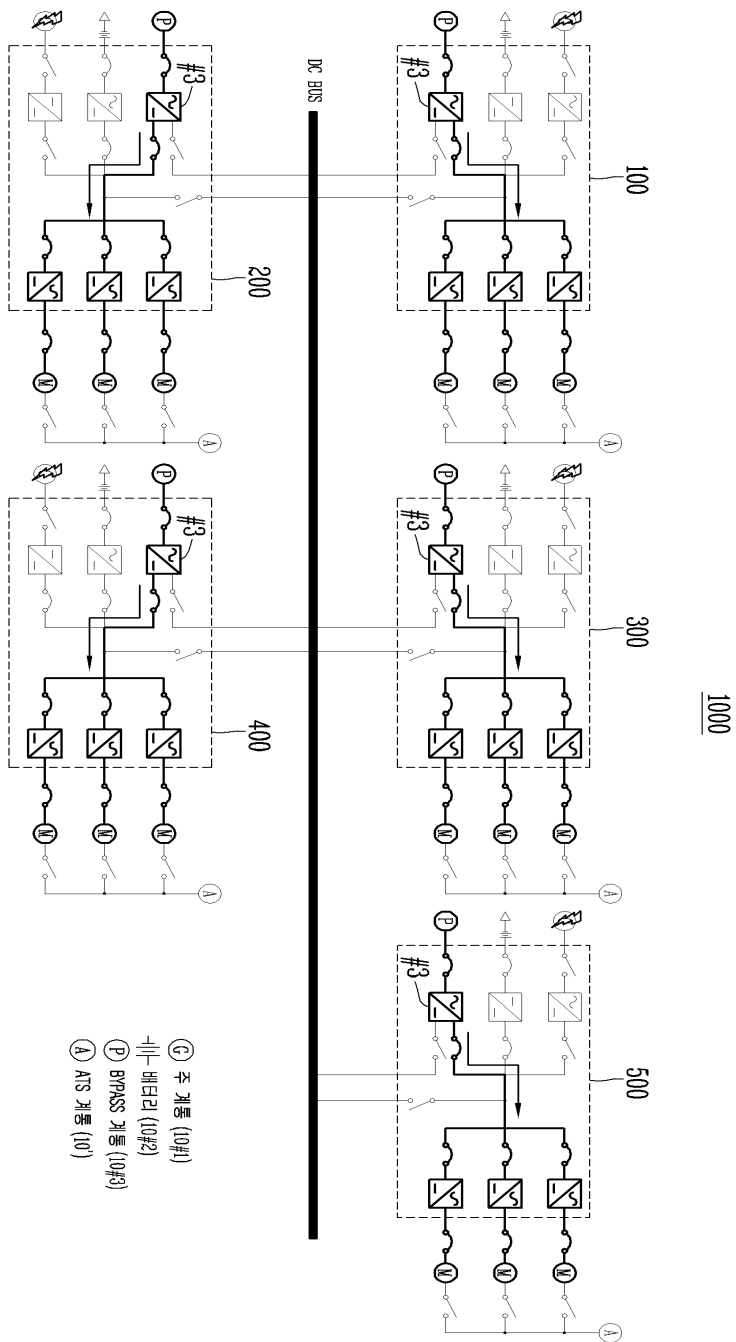 1000
100
300
500
A
A
A
M
M
M
M
M
M
P
M
P
M
P
M
#3
#3
#3
DC BUS
200
400
A
A
#3
#3
P
M
P
M
M
M
M
M
G 주 계통 (10#1)
배터리 (10#2)
P BYPASS 계통 (10#3)
A ATS 계통 (10')